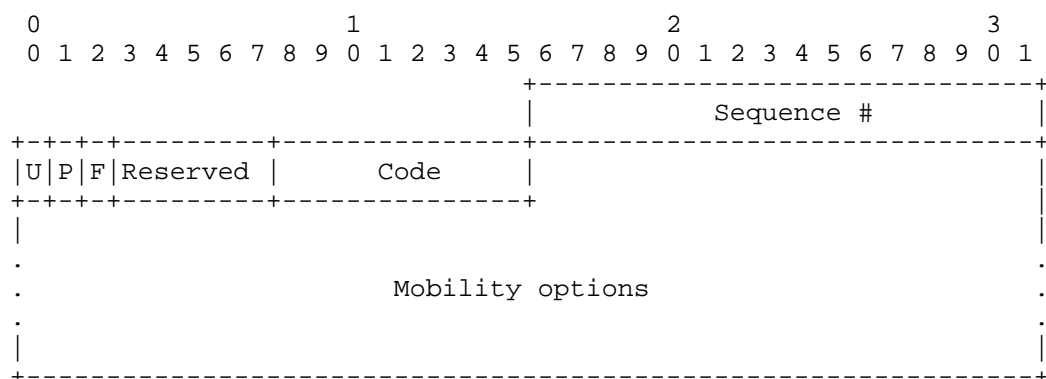 0                   1                   2                   3
 0 1 2 3 4 5 6 7 8 9 0 1 2 3 4 5 6 7 8 9 0 1 2 3 4 5 6 7 8 9 0 1
                                +-------------------------------+
                                |           Sequence #          |
+-+-+-+---------+---------------+-------------------------------+
|U|P|F|Reserved |      Code     |                               |
+-+-+-+---------+---------------+                               |
|                                                               |
.                                                               .
.                       Mobility options                        .
.                                                               .
|                                                               |
+---------------------------------------------------------------+